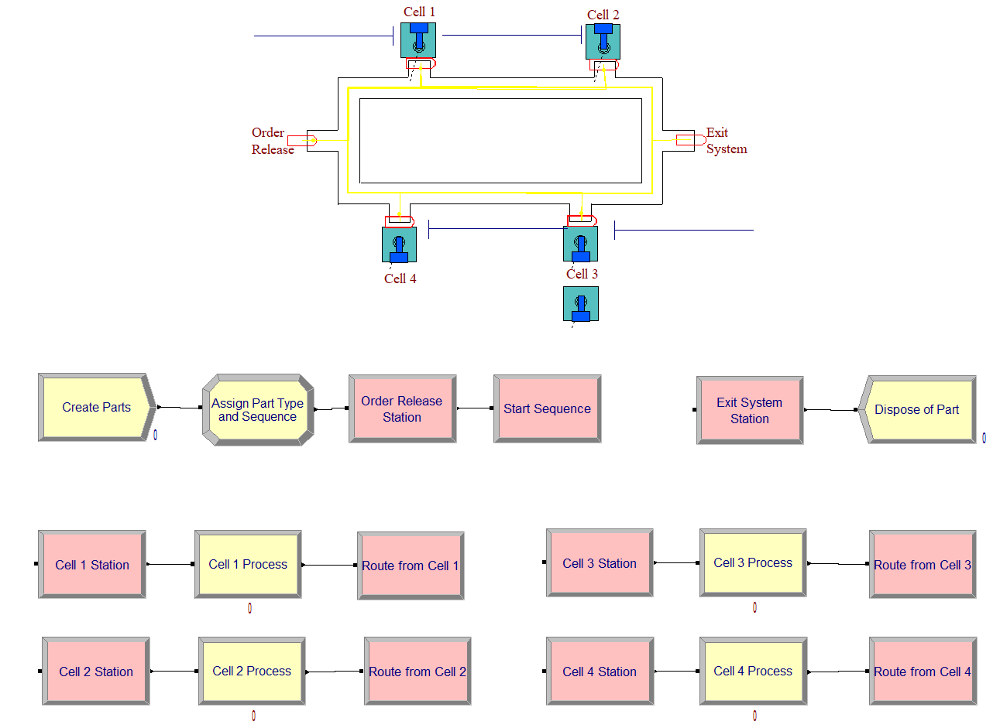 Cell 1
Cell 2
Order
Release
Exit
System
Cell 4
Cell 3
Create Parts
0
Assign Part Type
and Sequence
Order Release
Station
Start Sequence
Exit System
Station
Dispose of Part
0
Cell 1 Station
Cell 1 Process
0
Route from Cell 1
Cell 3 Station
Cell 3 Process
0
Route from Cell 3
Cell 2 Station
Cell 2 Process
0
Route from Cell 2
Cell 4 Station
Cell 4 Process
0
Route from Cell 4